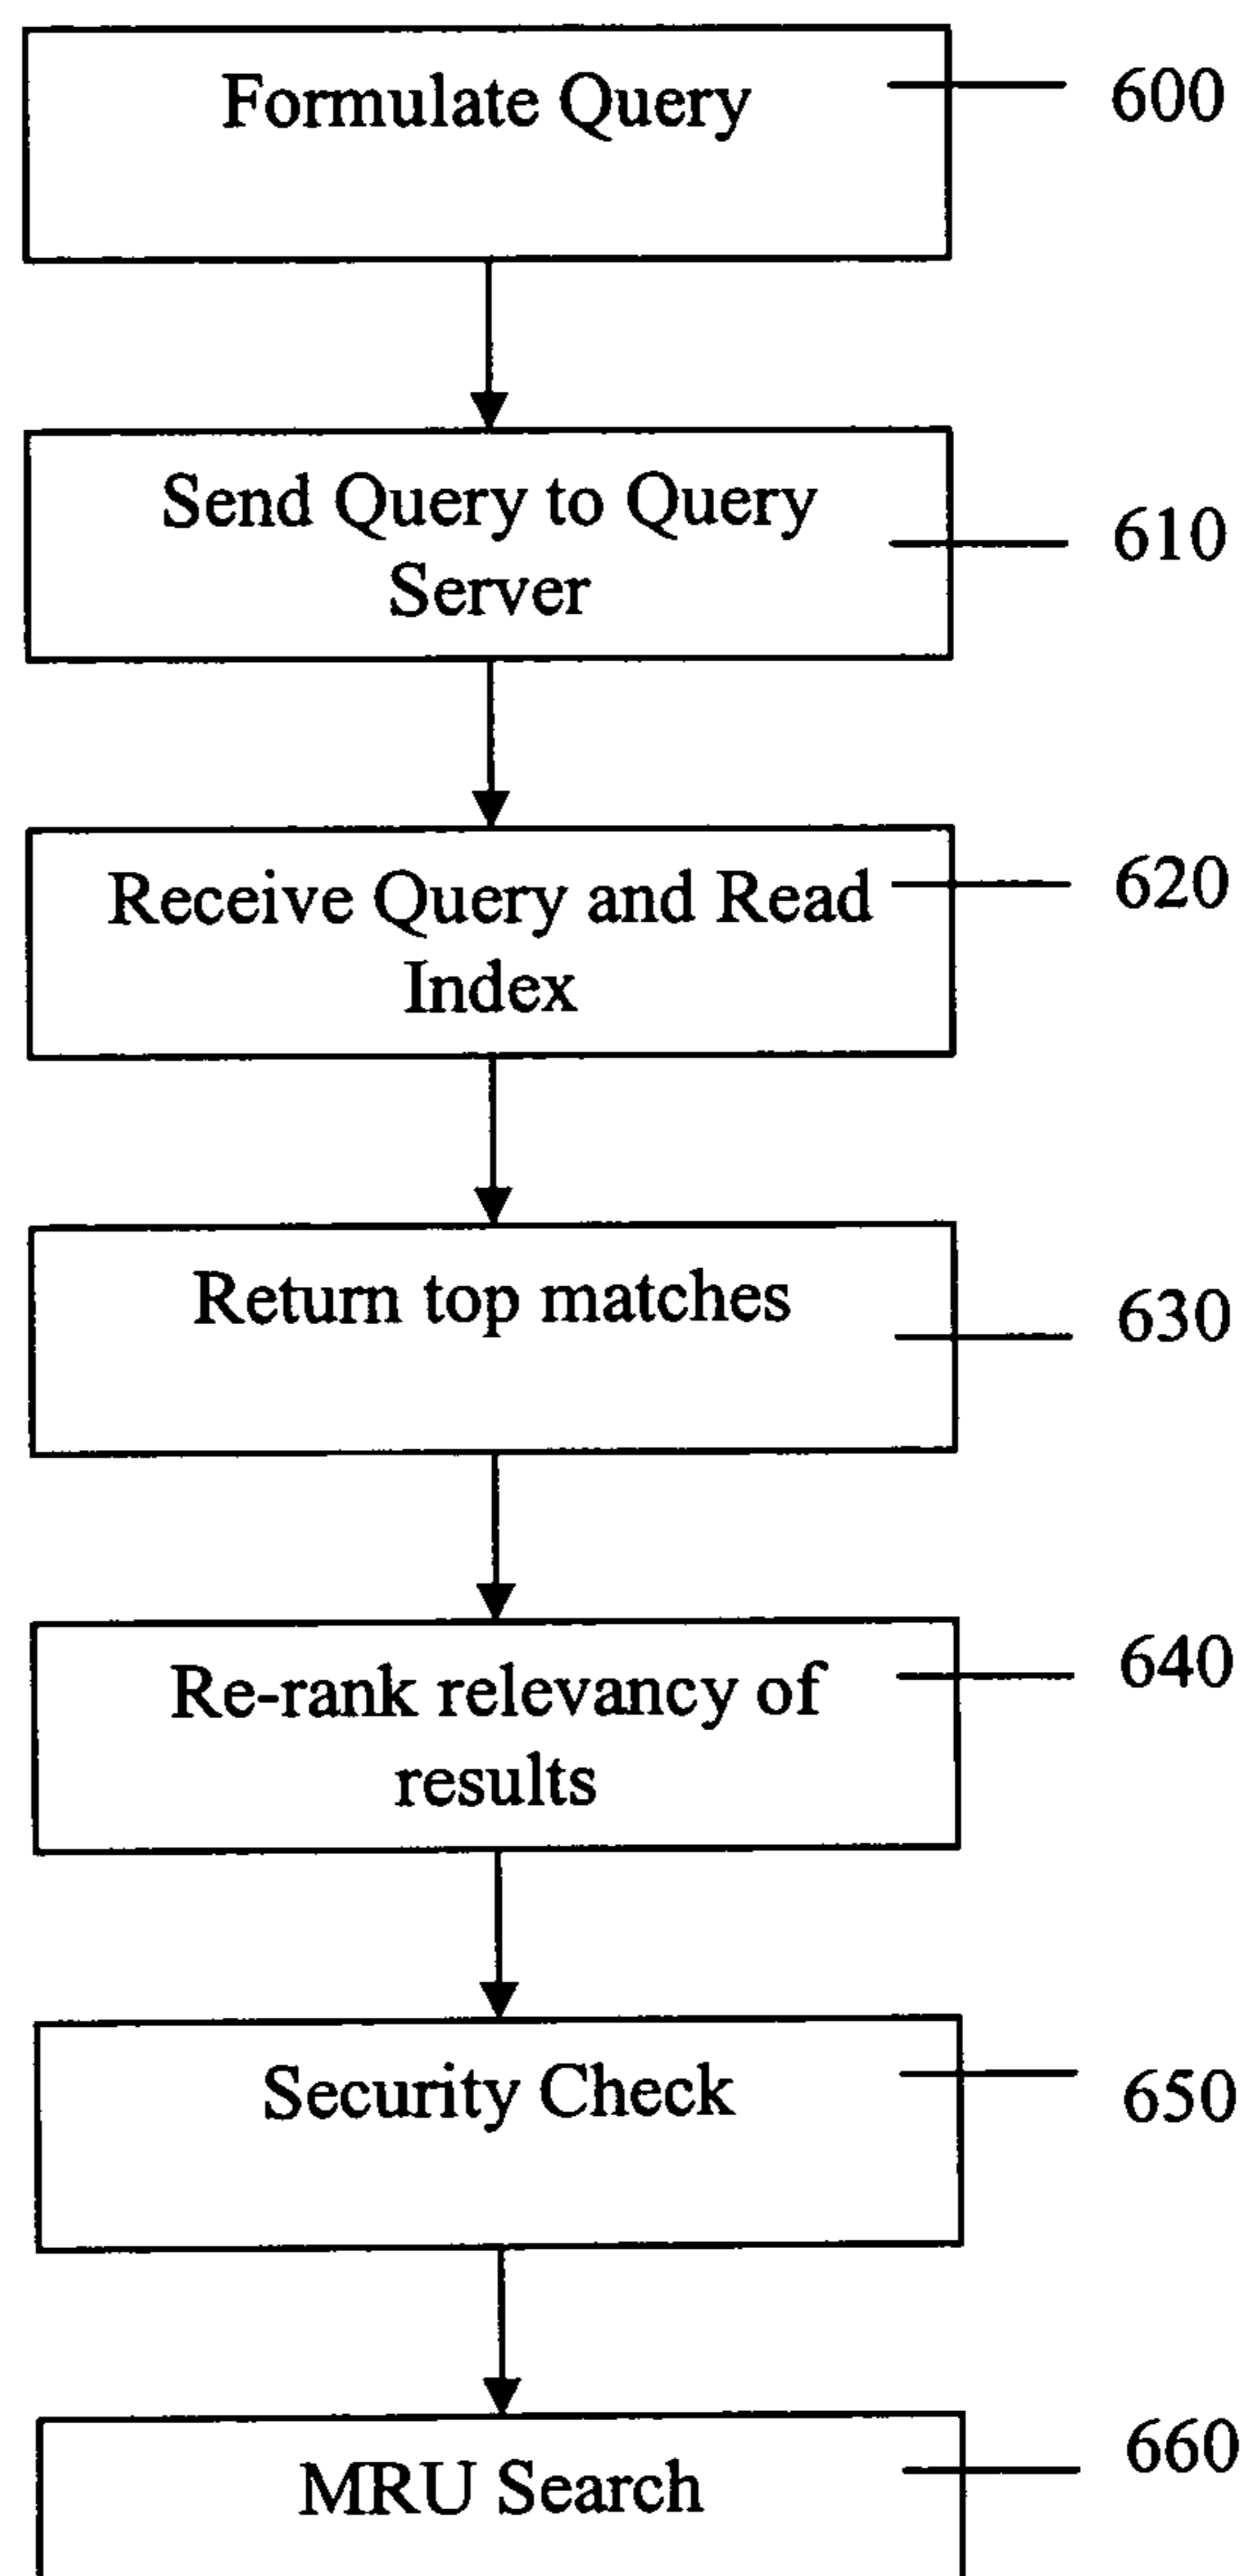 Formulate Query
600
Send Query to Query
Server
610
Receive Query and Read
Index
620
Return top matches
630
Re-rank relevancy of
results
640
Security Check
650
MRU Search
660